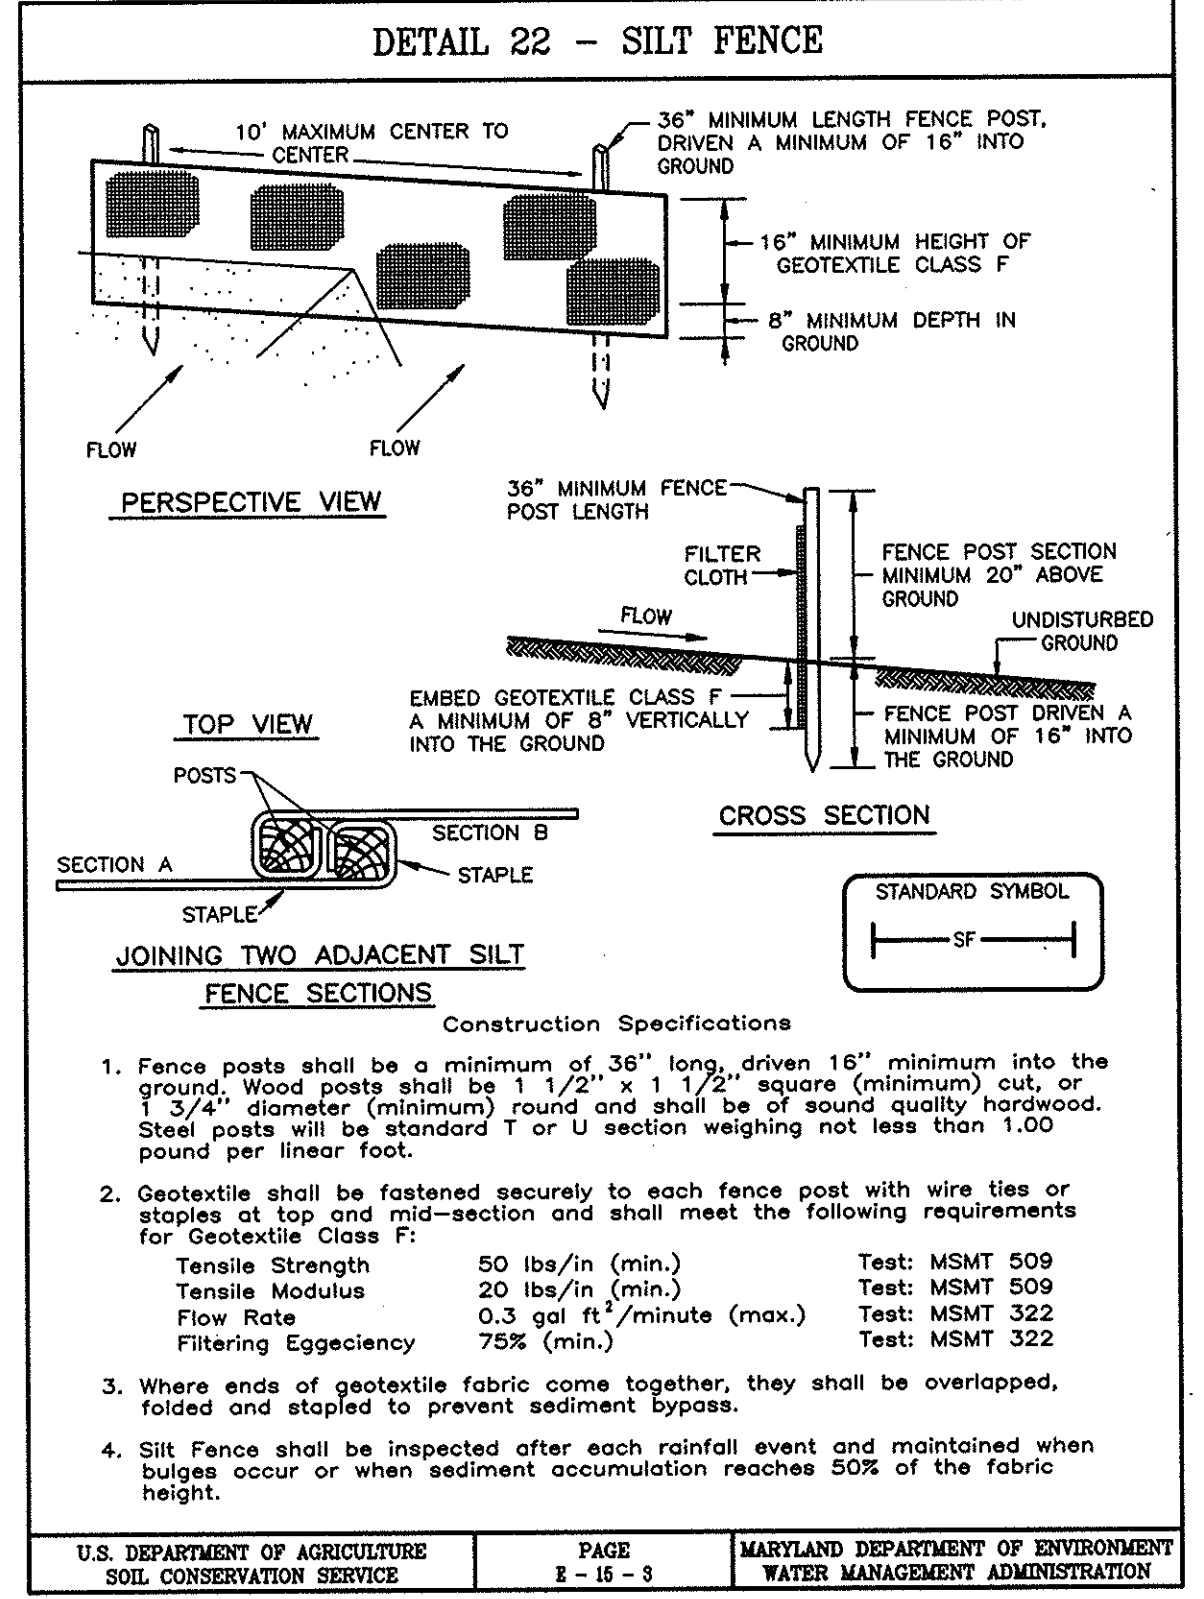 DETAIL 22 - SILT FENCE
10' MAXIMUM CENTER TO
CENTER
36" MINIMUM LENGTH FENCE POST,
DRIVEN A MINIMUM OF 16" INTO
GROUND
16" MINIMUM HEIGHT OF
GEOTEXTILE CLASS F
8" MINIMUM DEPTH IN
GROUND
FLOW
FLOW
PERSPECTIVE VIEW
36" MINIMUM FENCE
POST LENGTH
FILTER
CLOTH
FENCE POST SECTION
MINIMUM 20" ABOVE
GROUND
FLOW
UNDISTURBED
GROUND
EMBED GEOTEXTILE CLASS F
A MINIMUM OF 8" VERTICALLY
INTO THE GROUND
FENCE POST DRIVEN A
MINIMUM OF 16" INTO
THE GROUND
CROSS SECTION
TOP VIEW
POSTS
SECTION B
SECTION A
STAPLE
STAPLE
JOINING TWO ADJACENT SILT
FENCE SECTIONS
STANDARD SYMBOL
SF
Construction Specifications
1. Fence posts shall be a minimum of 36" long, driven 16" minimum into the
ground. Wood posts shall be 1 1/2" x 1 1/2" square (minimum) cut, or
1 3/4" diameter (minimum) round and shall be of sound quality hardwood.
Steel posts will be standard T or U section weighing not less than 1.00
pound per linear foot.
2. Geotextile shall be fastened securely to each fence post with wire ties or
staples at top and mid-section and shall meet the following requirements
for Geotextile Class F:
Tensile Strength 50 lbs/in (min.) Test: MSMT 509
Tensile Modulus 20 lbs/in (min.) Test: MSMT 509
Flow Rate 0.3 gal ft²/minute (max.) Test: MSMT 322
Filtering Eggeciency 75% (min.) Test: MSMT 322
3. Where ends of geotextile fabric come together, they shall be overlapped,
folded and stapled to prevent sediment bypass.
4. Silt Fence shall be inspected after each rainfall event and maintained when
bulges occur or when sediment accumulation reaches 50% of the fabric
height.
U.S. DEPARTMENT OF AGRICULTURE
SOIL CONSERVATION SERVICE
PAGE
E - 15 - 3
MARYLAND DEPARTMENT OF ENVIRONMENT
WATER MANAGEMENT ADMINISTRATION